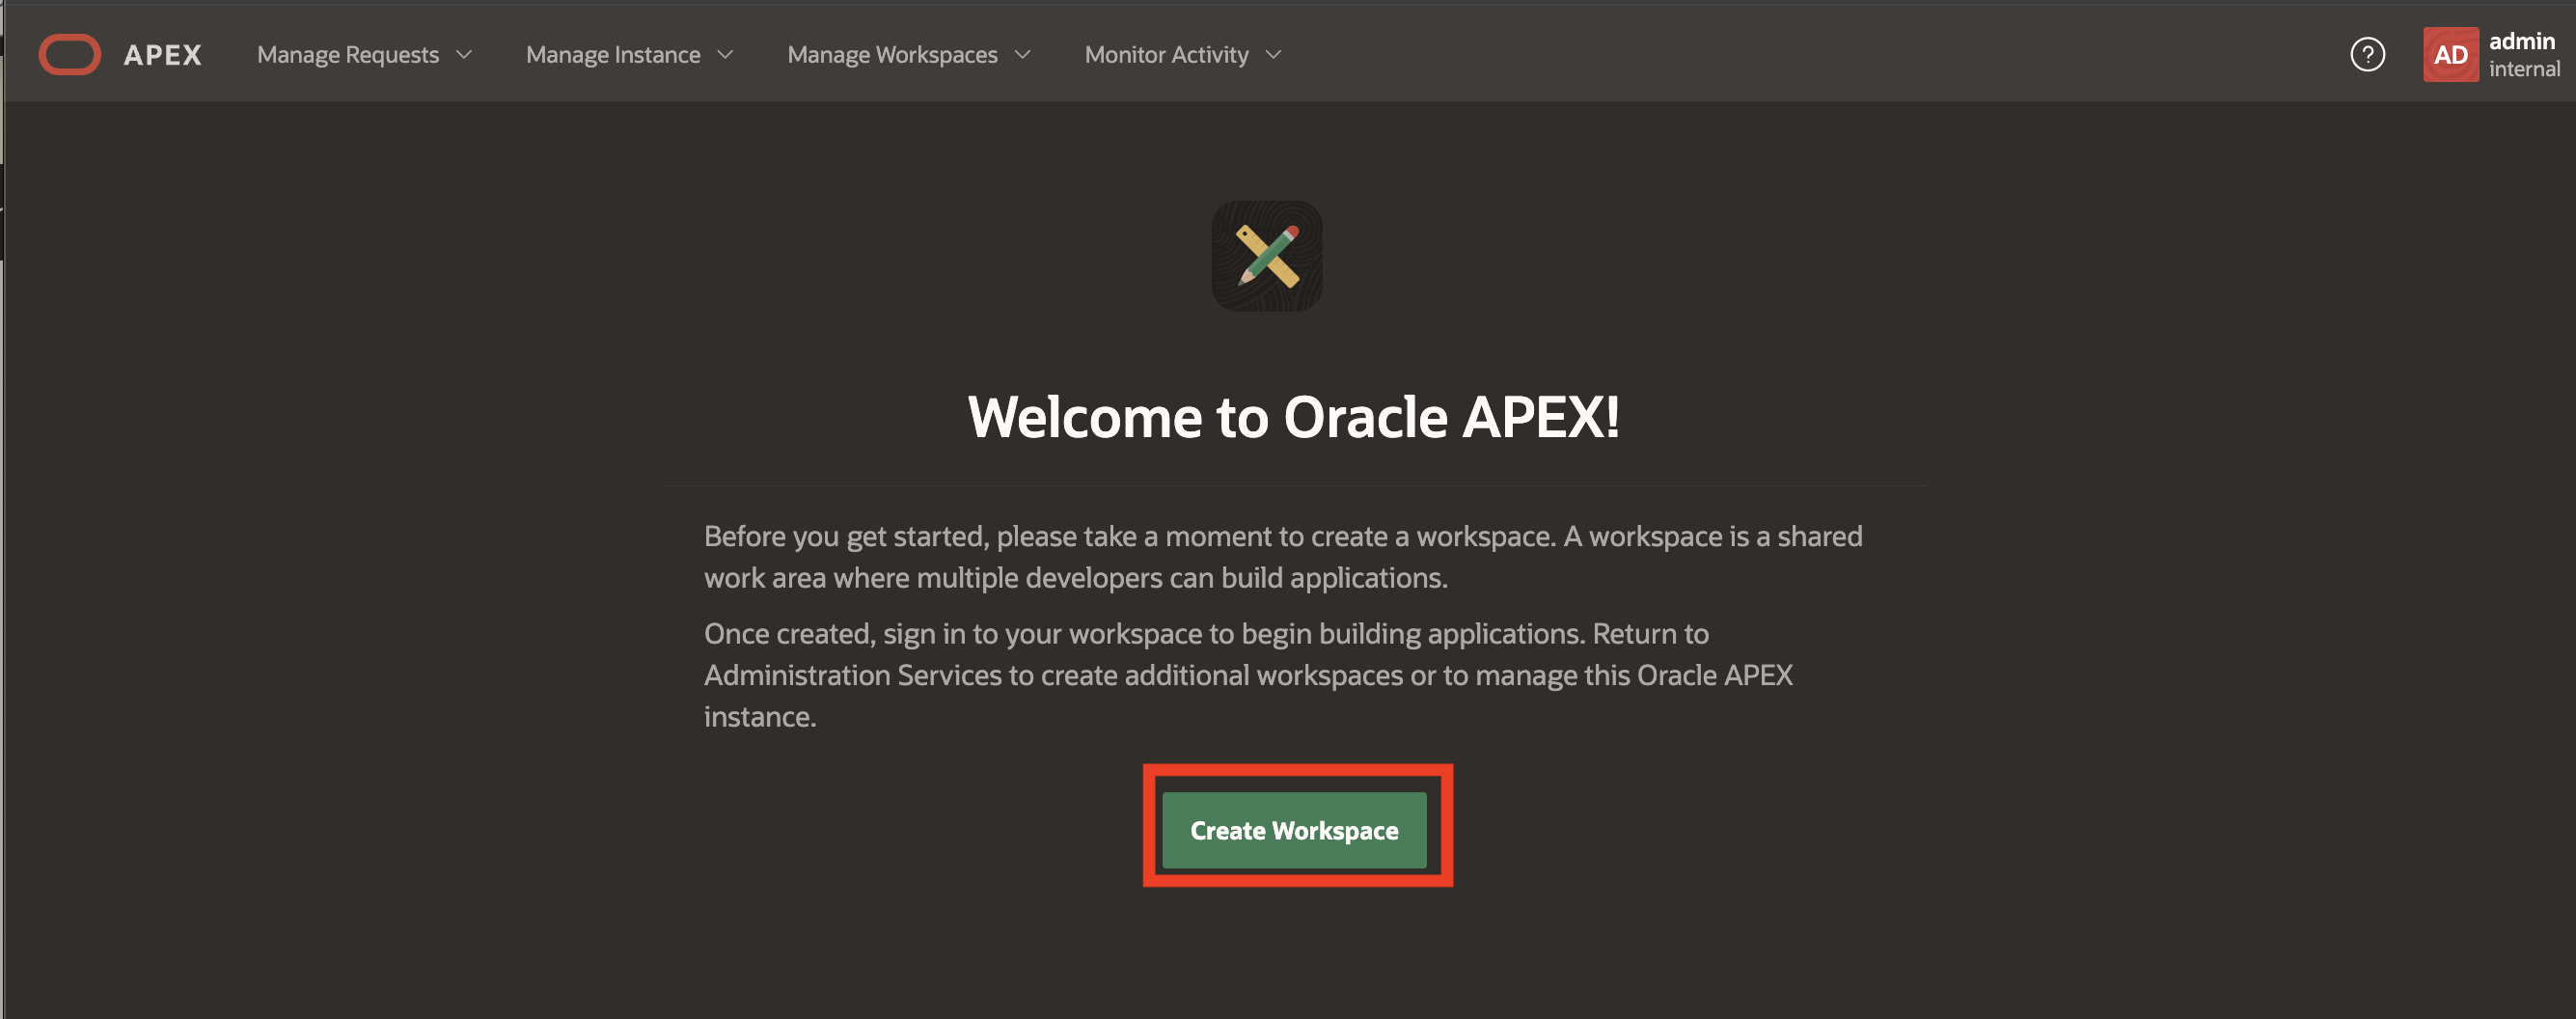 APEX Manage Requests Manage Instance Manage Workspaces Monitor Activity ? AD admin
internal
Welcome to Oracle APEX!
Before you get started, please take a moment to create a workspace. A workspace is a shared
work area where multiple developers can build applications.
Once created, sign in to your workspace to begin building applications. Return to
Administration Services to create additional workspaces or to manage this Oracle APEX
instance.
Create Workspace